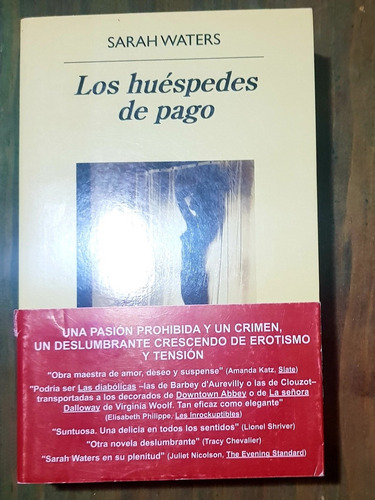 SARAH WATERS
Los huéspedes
de pago
UNA PASIÓN PROHIBIDA Y UN CRIMEN,
UN DESLUMBRANTE CRESCENDO DE EROTISMO
Y TENSIÓN
"Obra maestra de amor, deseo y suspense" (Amanda Katz, Slate)
"Podría ser Las diabólicas –las de Barbey d'Aurevilly o las de Clouzot–
transportadas a los decorados de Downtown Abbey o de La señora
Dalloway de Virginia Woolf. Tan eficaz como elegante"
(Elisabeth Philippe, Les Inrockuptibles)
"Suntuosa. Una delicia en todos los sentidos" (Lionel Shriver)
"Otra novela deslumbrante" (Tracy Chevalier)
"Sarah Waters en su plenitud" (Juliet Nicolson, The Evening Standard)